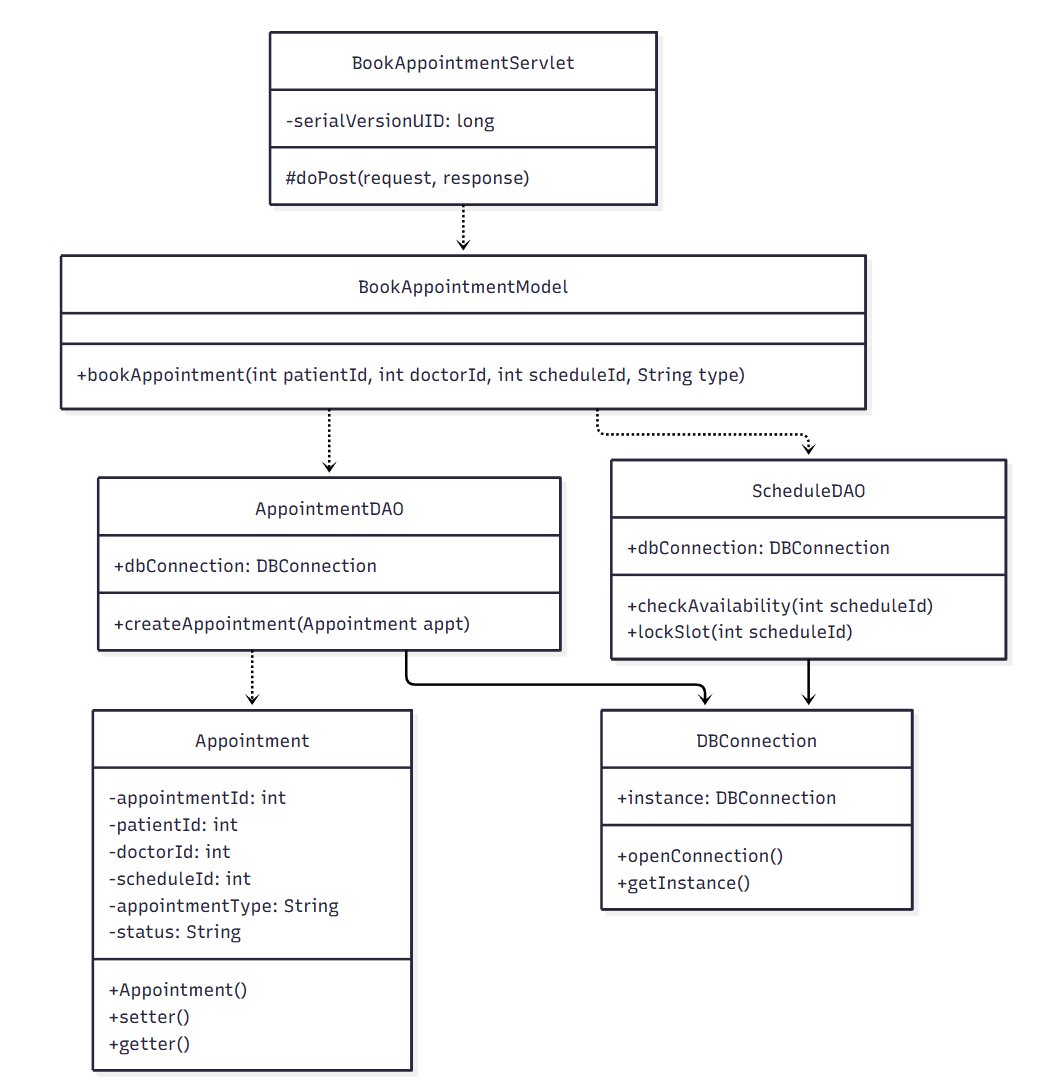 BookAppointmentServlet
-serialVersionUID: long
#doPost(request, response)
BookAppointmentModel
+bookAppointment(int patientId, int doctorId, int scheduleId, String type)
AppointmentDAO
+dbConnection: DBConnection
+createAppointment(Appointment appt)
ScheduleDAO
+dbConnection: DBConnection
+checkAvailability(int scheduleId)
+lockSlot(int scheduleId)
Appointment
-appointmentId: int
-patientId: int
-doctorId: int
-scheduleId: int
-appointmentType: String
-status: String
+Appointment()
+setter()
+getter()
DBConnection
+instance: DBConnection
+openConnection()
+getInstance()